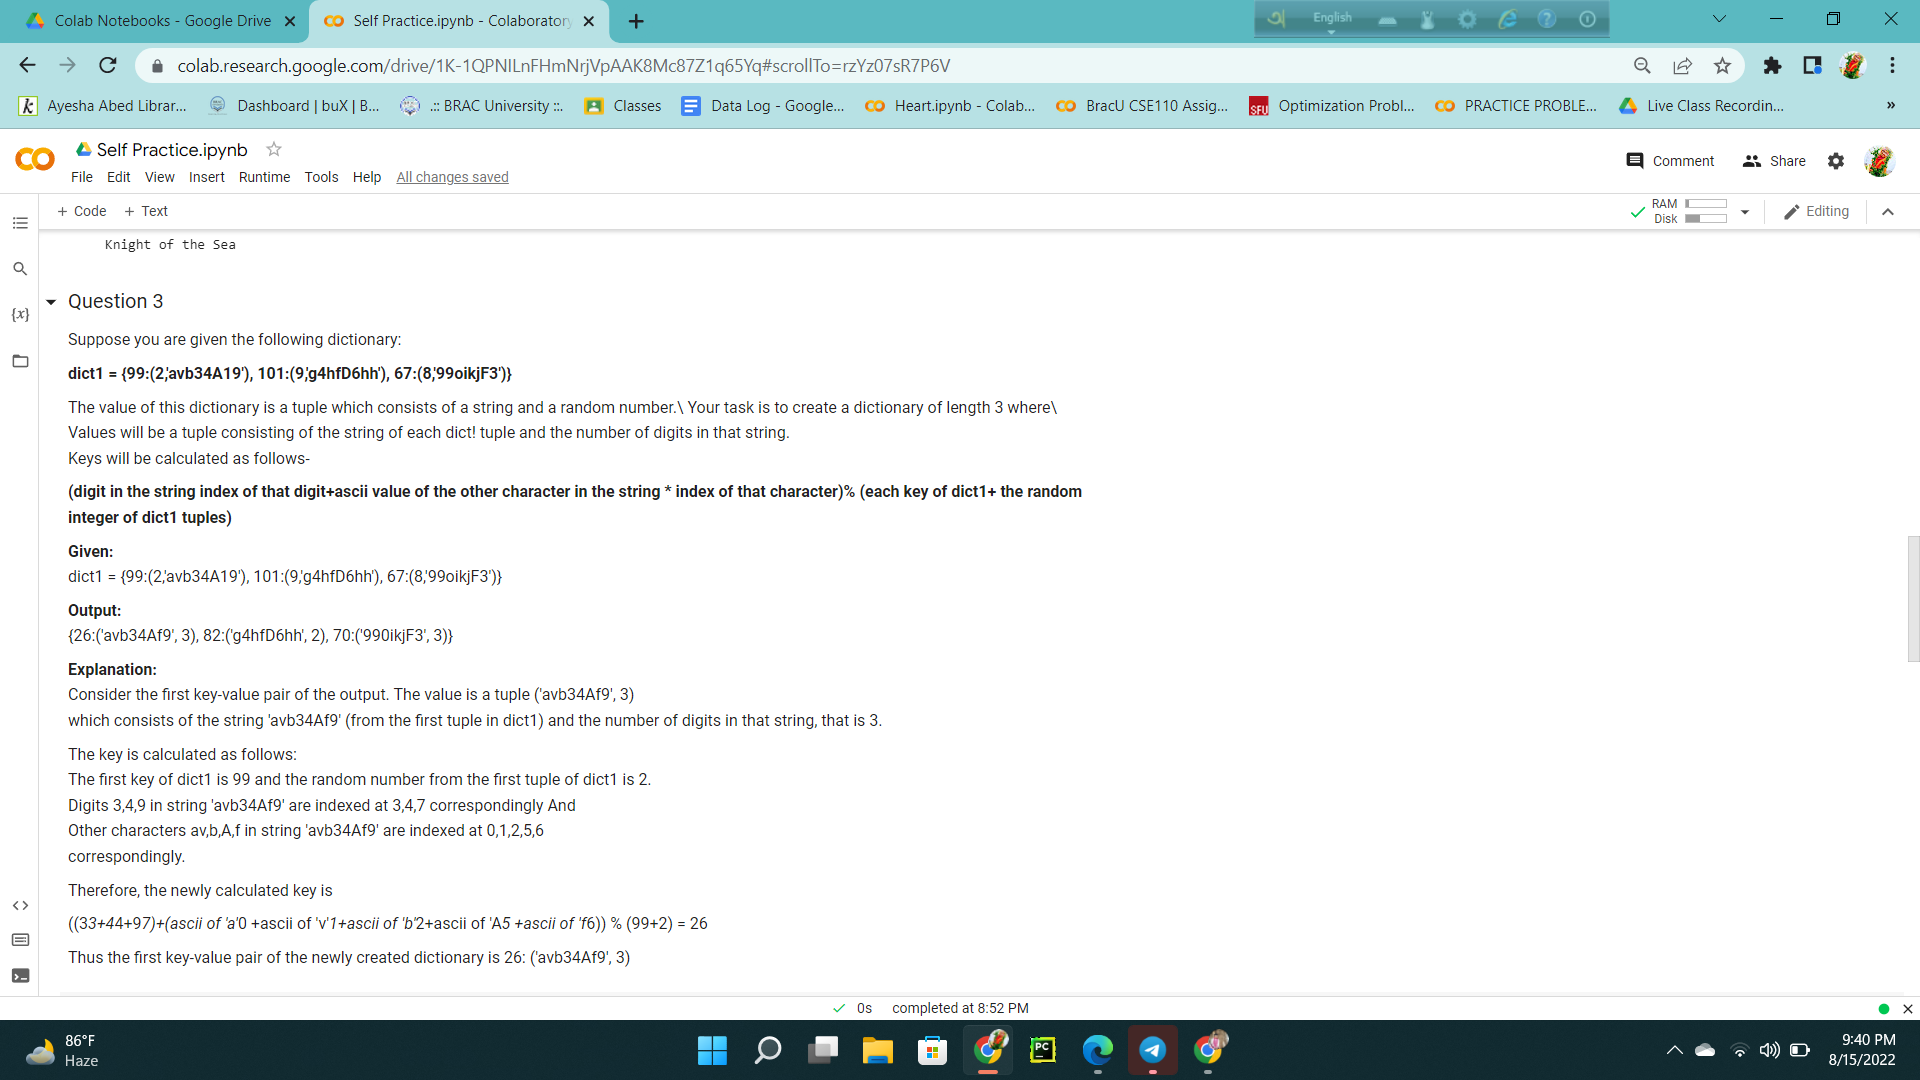 Colab Notebooks - Google Drive
Self Practice.ipynb - Colaboratory
English
colab.research.google.com/drive/1K-1QPNILnFHmNrjVpAAK8Mc87Z1q65Yq#scrollTo=rzYz07sR7P6V
Ayesha Abed Librar...
Dashboard | buX | B...
.:: BRAC University ::.
Classes
Data Log - Google...
Heart.ipynb - Colab...
BracU CSE110 Assig...
SFU Optimization Probl...
PRACTICE PROBLE...
Live Class Recordin...
»
Self Practice.ipynb
Comment
Share
File Edit View Insert Runtime Tools Help All changes saved
+ Code + Text
RAM
Disk
Editing
Knight of the Sea
{x}
Question 3
Suppose you are given the following dictionary:
dict1 = {99:(2,'avb34A19'), 101:(9,'g4hfD6hh'), 67:(8,'99oikjF3')}
The value of this dictionary is a tuple which consists of a string and a random number.\ Your task is to create a dictionary of length 3 where\
Values will be a tuple consisting of the string of each dict! tuple and the number of digits in that string.
Keys will be calculated as follows-
(digit in the string index of that digit+ascii value of the other character in the string * index of that character)% (each key of dict1+ the random
integer of dict1 tuples)
Given:
dict1 = {99:(2,'avb34A19'), 101:(9,'g4hfD6hh'), 67:(8,'99oikjF3')}
Output:
{26:('avb34Af9', 3), 82:('g4hfD6hh', 2), 70:('990ikjF3', 3)}
Explanation:
Consider the first key-value pair of the output. The value is a tuple ('avb34Af9', 3)
which consists of the string 'avb34Af9' (from the first tuple in dict1) and the number of digits in that string, that is 3.
The key is calculated as follows:
The first key of dict1 is 99 and the random number from the first tuple of dict1 is 2.
Digits 3,4,9 in string 'avb34Af9' are indexed at 3,4,7 correspondingly And
Other characters av,b,A,f in string 'avb34Af9' are indexed at 0,1,2,5,6
correspondingly.
Therefore, the newly calculated key is
((33+44+97)+(ascii of 'a'0 +ascii of 'v'1+ascii of 'b'2+ascii of 'A5 +ascii of 'f6)) % (99+2) = 26
Thus the first key-value pair of the newly created dictionary is 26: ('avb34Af9', 3)
0s completed at 8:52 PM
86°F
Haze
PC
9:40 PM
8/15/2022